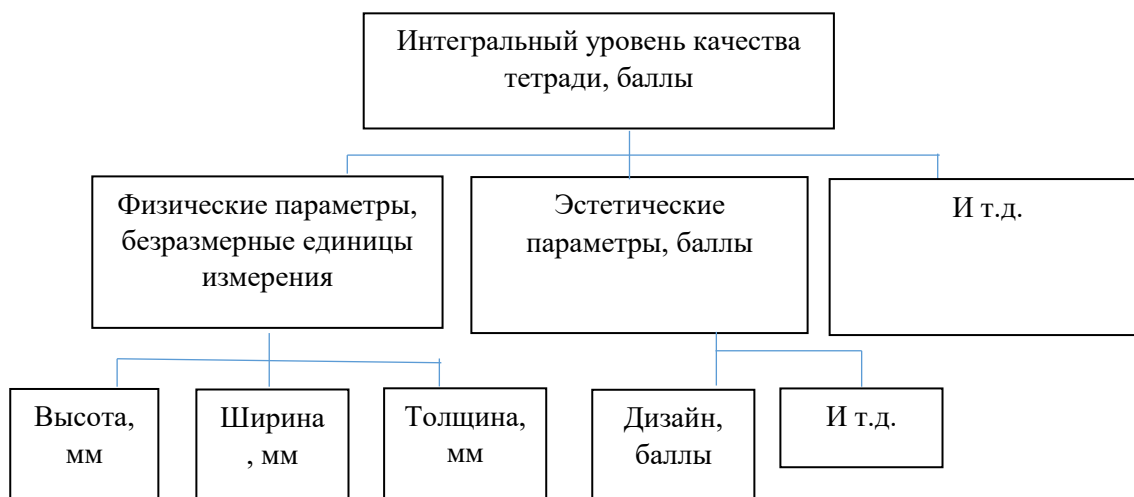 Интегральный уровень качества
тетради, баллы
Физические параметры,
безразмерные единицы
измерения
Эстетические
параметры, баллы
И т.д.
Высота,
мм
Ширина
, мм
Толщина,
мм
Дизайн,
баллы
И т.д.